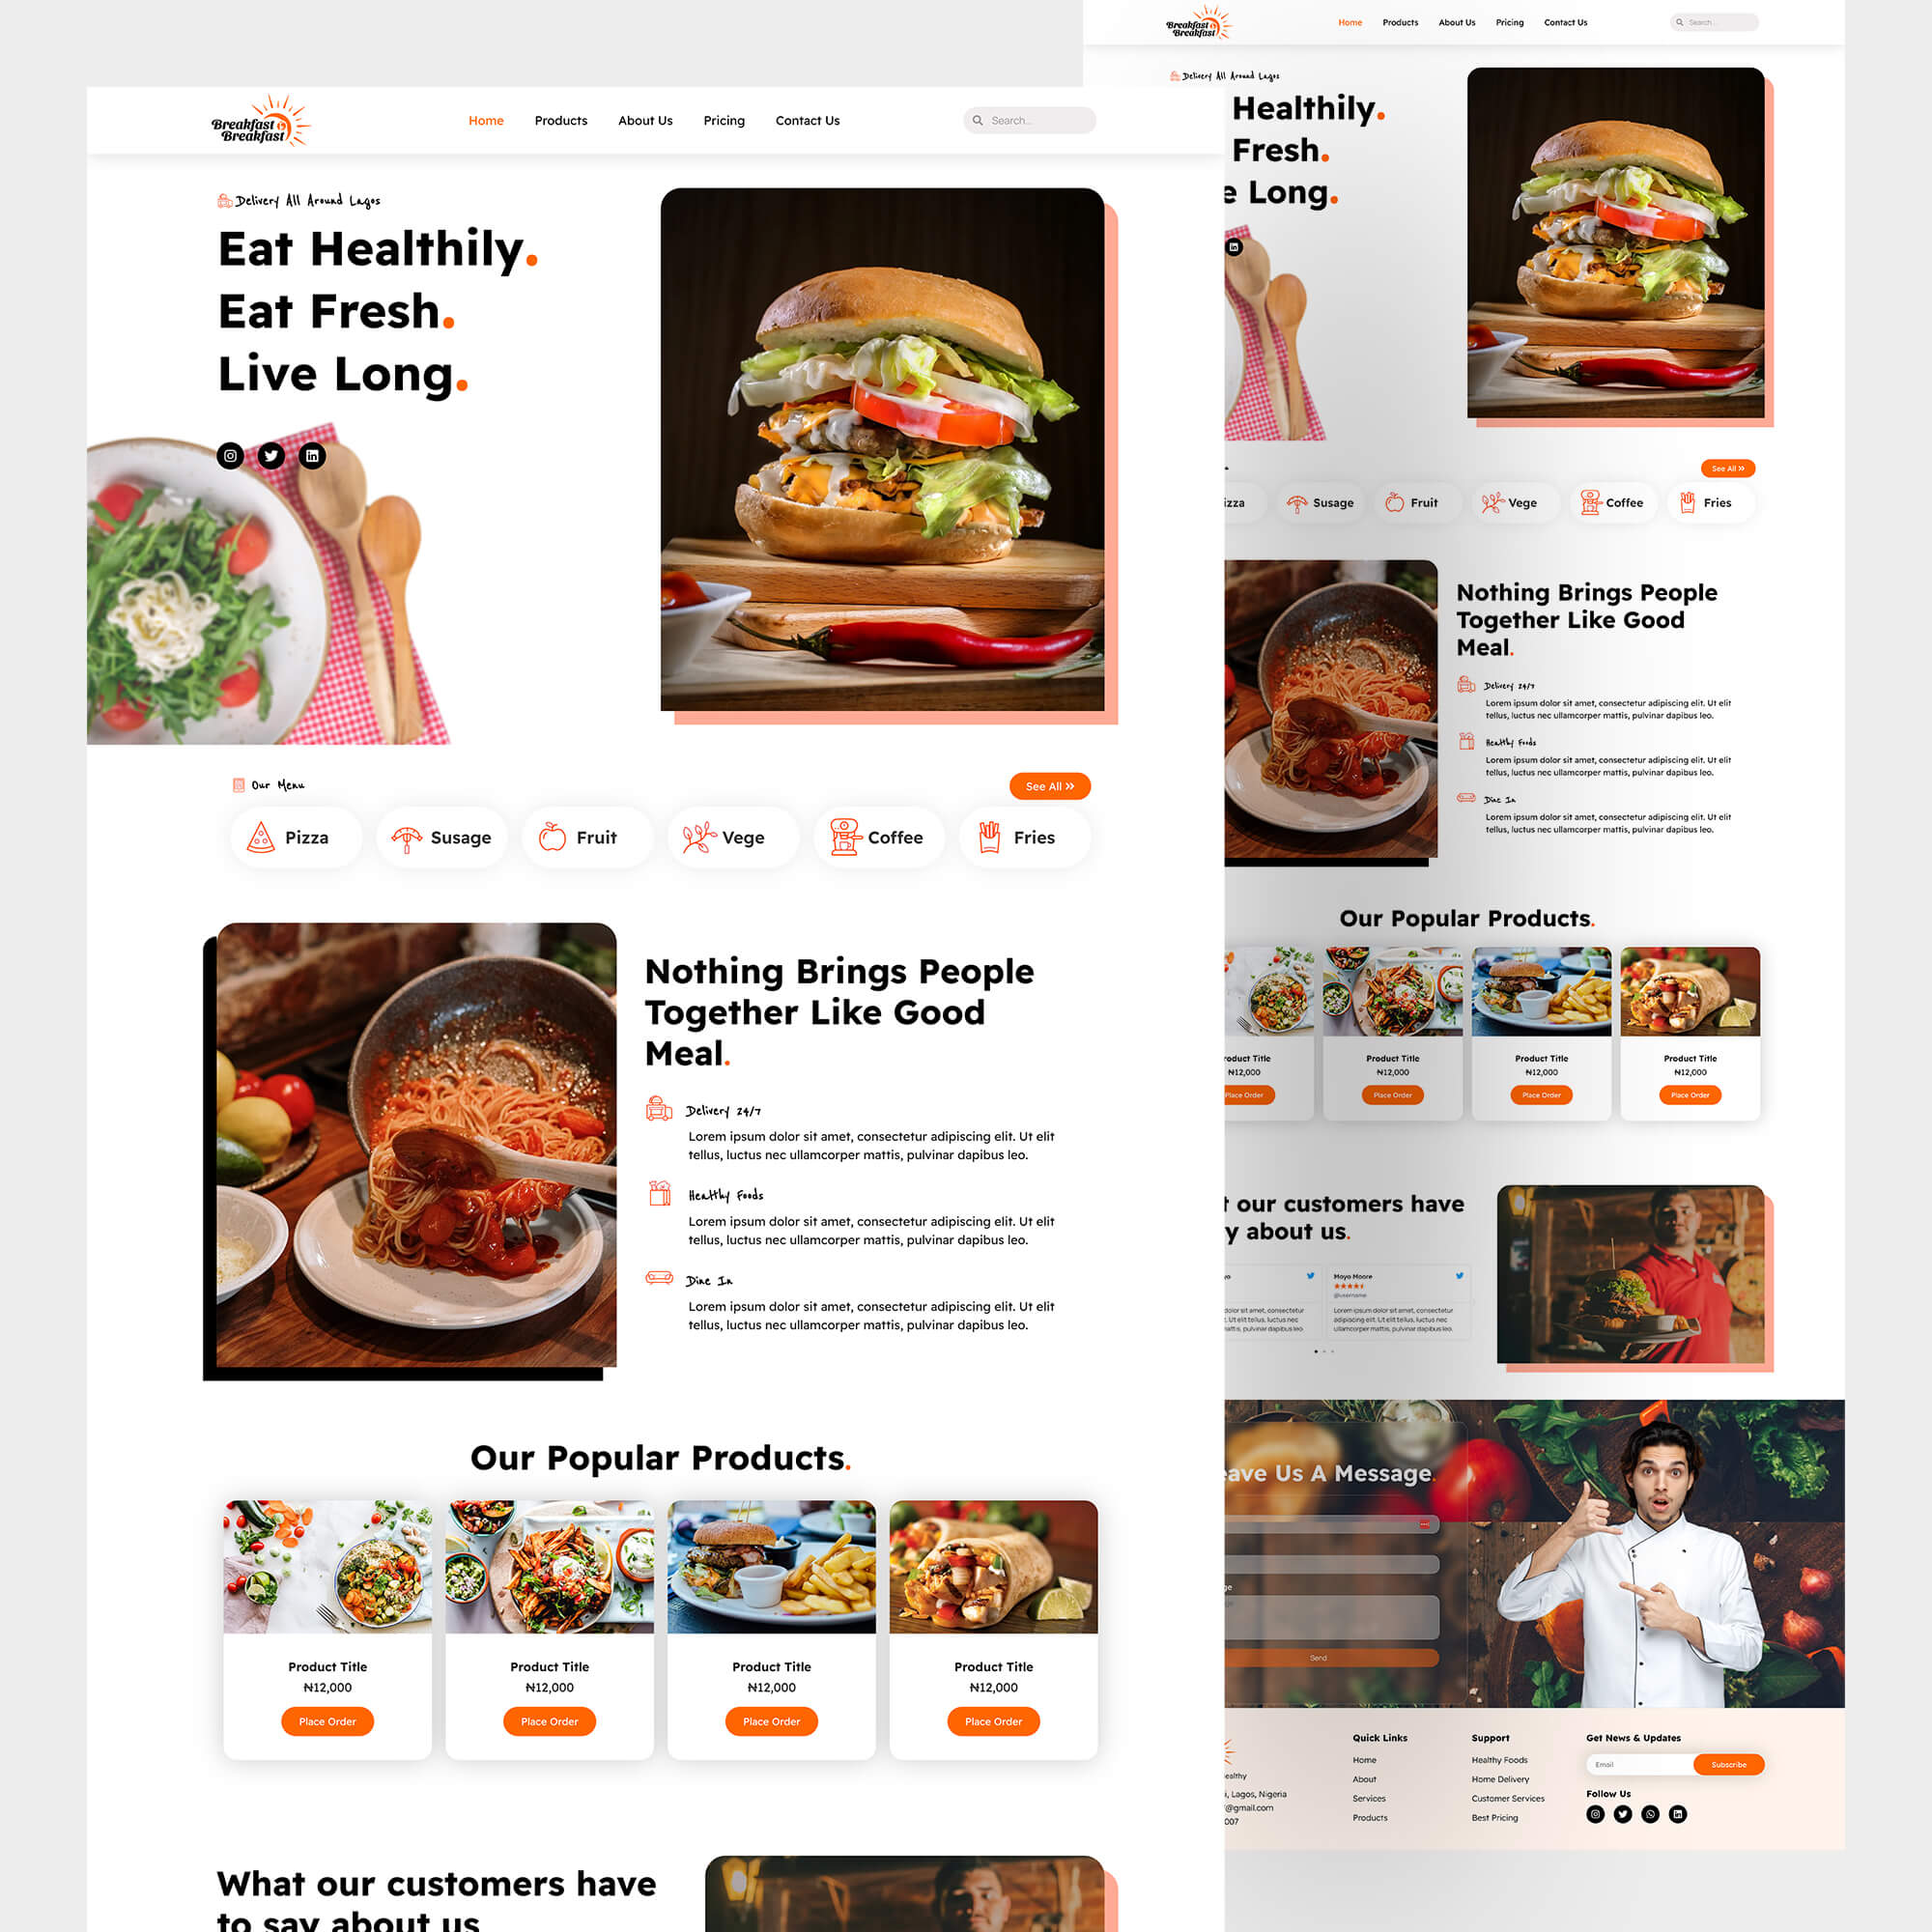 Breakfast &
Breakfast
Home
Products
About Us
Pricing
Contact Us
Search...
Delivery All Around Lagos
Eat Healthily.
Eat Fresh.
Live Long.
Our Menu
See All »
Pizza
Susage
Fruit
Vege
Coffee
Fries
Nothing Brings People
Together Like Good
Meal.
Delivery 24/7
Lorem ipsum dolor sit amet, consectetur adipiscing elit. Ut elit
tellus, luctus nec ullamcorper mattis, pulvinar dapibus leo.
Healthy Foods
Lorem ipsum dolor sit amet, consectetur adipiscing elit. Ut elit
tellus, luctus nec ullamcorper mattis, pulvinar dapibus leo.
Dine In
Lorem ipsum dolor sit amet, consectetur adipiscing elit. Ut elit
tellus, luctus nec ullamcorper mattis, pulvinar dapibus leo.
Our Popular Products.
Product Title
₦12,000
Place Order
Product Title
₦12,000
Place Order
Product Title
₦12,000
Place Order
Product Title
₦12,000
Place Order
What our customers have
to say about us
Breakfast &
Breakfast
Home
Products
About Us
Pricing
Contact Us
Search...
Delivery All Around Lagos
Healthily.
Fresh.
Long.
See All »
Susage
Fruit
Vege
Coffee
Fries
Nothing Brings People
Together Like Good
Meal.
Delivery 24/7
Lorem ipsum dolor sit amet, consectetur adipiscing elit. Ut elit
tellus, luctus nec ullamcorper mattis, pulvinar dapibus leo.
Healthy Foods
Lorem ipsum dolor sit amet, consectetur adipiscing elit. Ut elit
tellus, luctus nec ullamcorper mattis, pulvinar dapibus leo.
Dine In
Lorem ipsum dolor sit amet, consectetur adipiscing elit. Ut elit
tellus, luctus nec ullamcorper mattis, pulvinar dapibus leo.
Our Popular Products.
Title
₦12,000
Place Order
Product Title
₦12,000
Place Order
Product Title
₦12,000
Place Order
Product Title
₦12,000
Place Order
our customers have
about us.
dolor sit amet, consectetur
Ut elit tellus, luctus nec
mattis, pulvinar dapibus leo.
Moyo Moore
@username
Lorem ipsum dolor sit amet, consectetur
adipiscing elit. Ut elit tellus, luctus nec
ullamcorper mattis, pulvinar dapibus leo.
Us A Message.
Send
Lagos, Nigeria
@gmail.com
007
Quick Links
Home
About
Services
Products
Support
Healthy Foods
Home Delivery
Customer Services
Best Pricing
Get News & Updates
Email
Subscribe
Follow Us